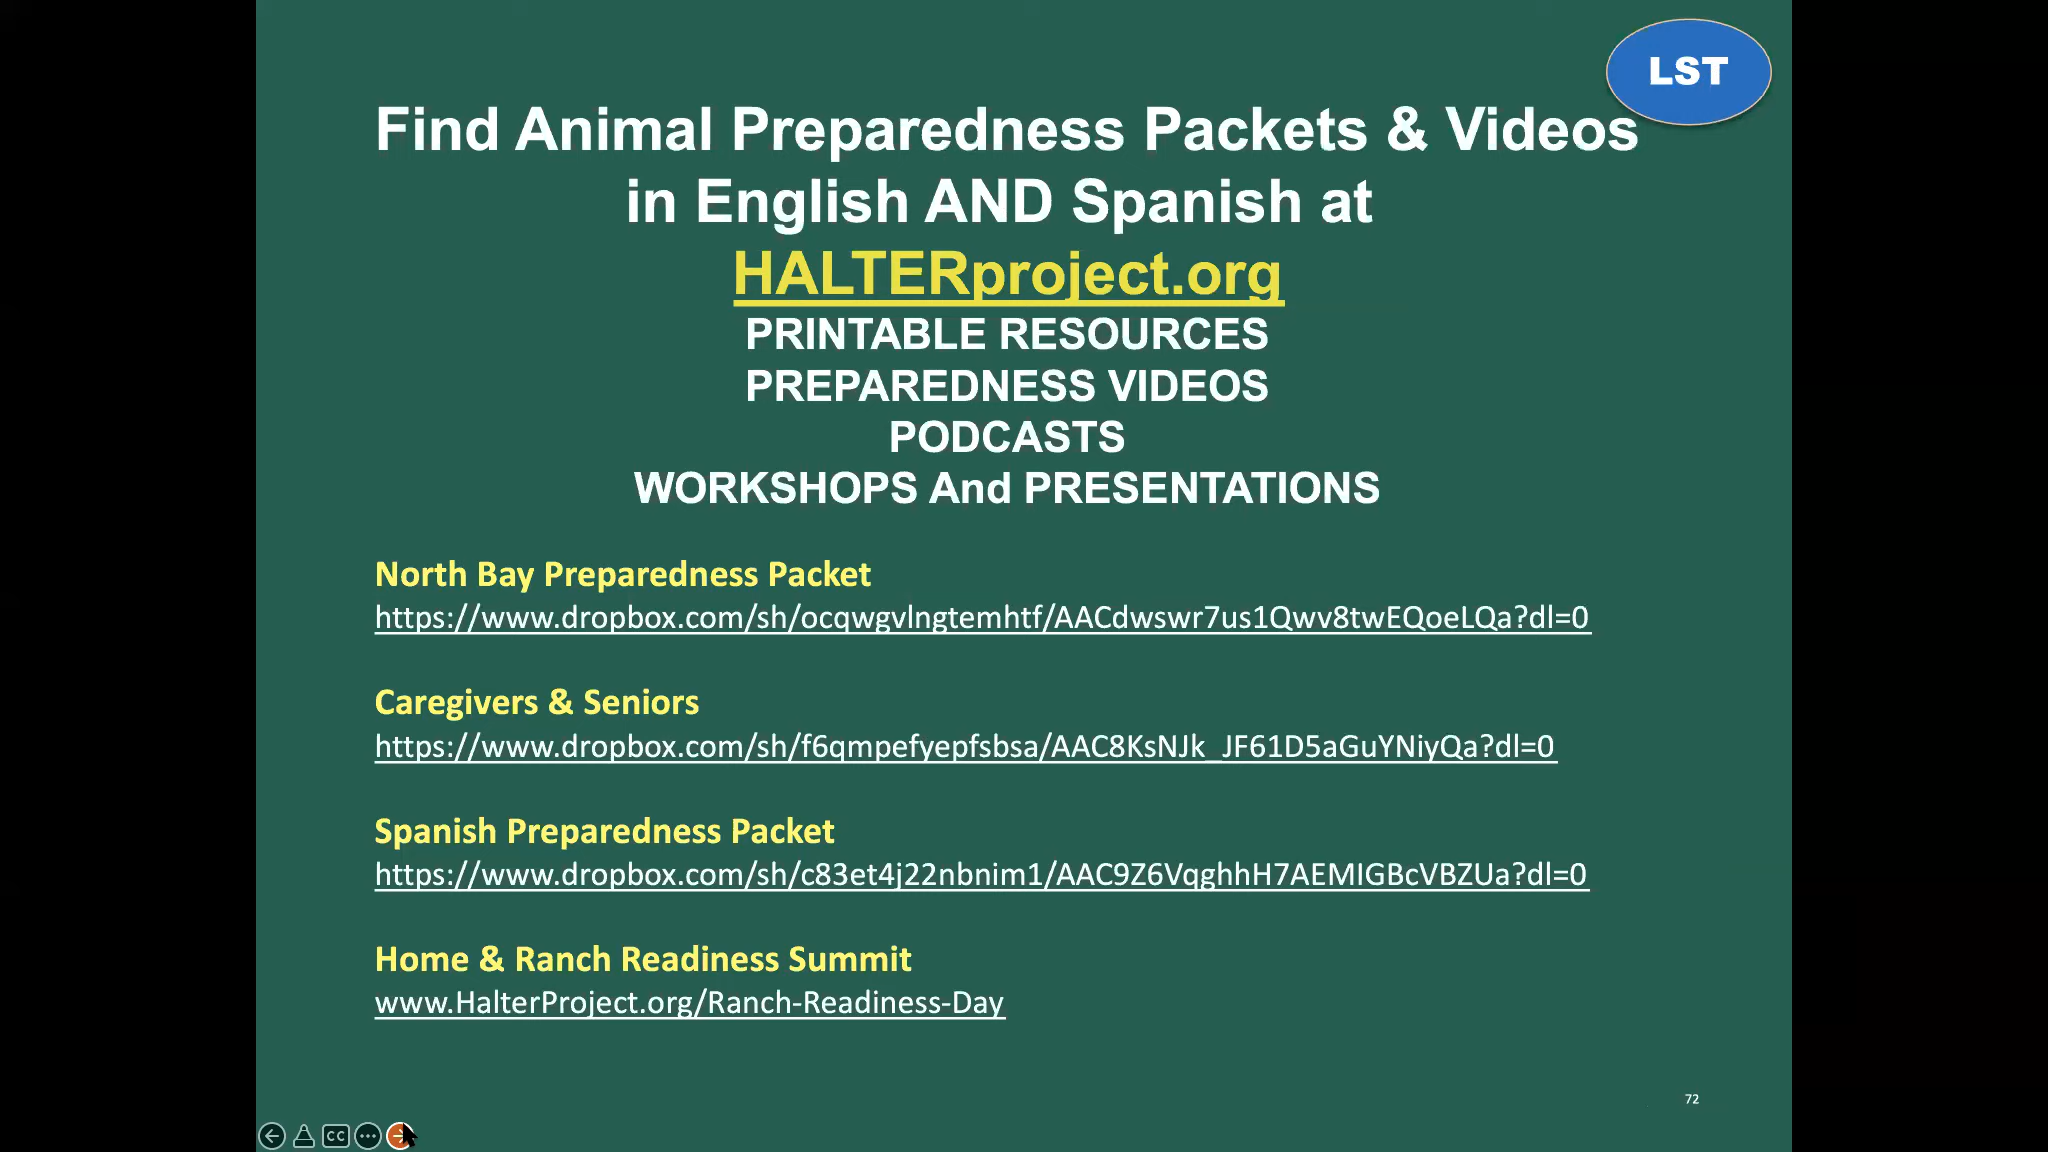 LST
Find Animal Preparedness Packets & Videos
in English AND Spanish at
HALTERproject.org
PRINTABLE RESOURCES
PREPAREDNESS VIDEOS
PODCASTS
WORKSHOPS And PRESENTATIONS
North Bay Preparedness Packet
https://www.dropbox.com/sh/ocqwgvlngtemhtf/AACdwswr7us1Qwv8twEQoeLQa?dl=0
Caregivers & Seniors
https://www.dropbox.com/sh/f6qmpefyepfsbsa/AAC8KsNJk_JF61D5aGuYNiyQa?dl=0
Spanish Preparedness Packet
https://www.dropbox.com/sh/c83et4j22nbnim1/AAC9Z6VqghhH7AEMIGBcVBZUa?dl=0
Home & Ranch Readiness Summit
www.HalterProject.org/Ranch-Readiness-Day
72
CC